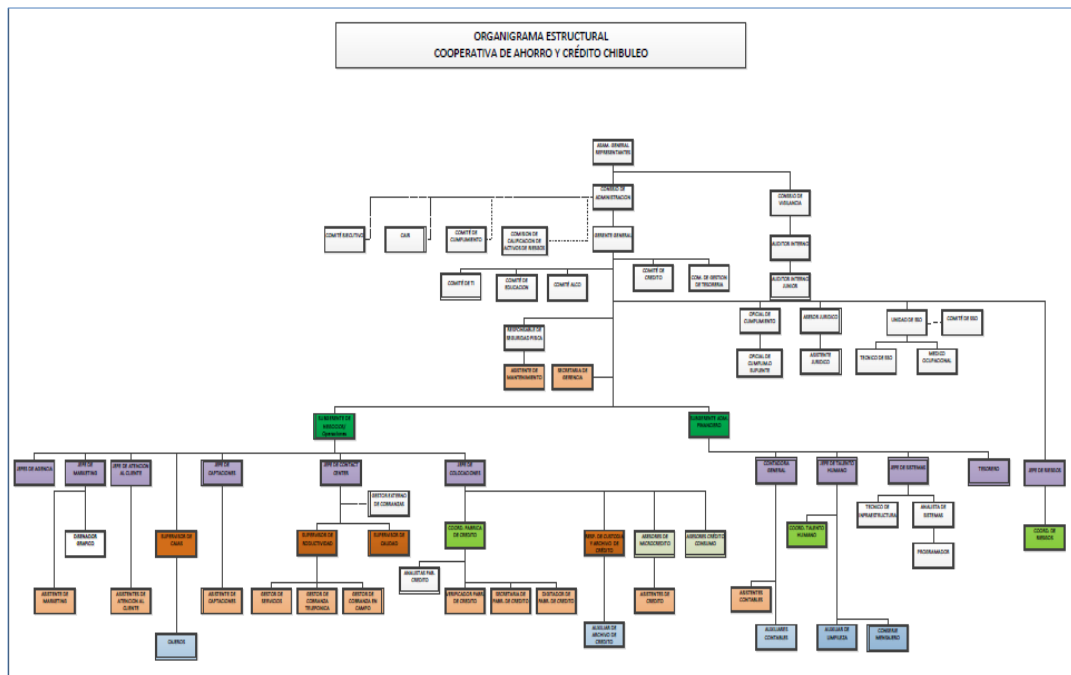 ORGANIGRAMA ESTRUCTURAL
COOPERATIVA DE AHORRO Y CRÉDITO CHIBULEO
ASAM. GENERAL
REPRESENTANTES
CONSEJO DE
ADMINISTRACION
CONSEJO DE
VIGILANCIA
COMITÉ EJECUTIVO
CAIR
COMITÉ DE
CUMPLIMIENTO
COMISION DE
CALIFICACION DE
ACTIVOS DE RIESGOS
GERENTE GENERAL
AUDITOR INTERNO
COMITÉ DE TI
COMITÉ DE
EDUCACION
COMITÉ ALCO
COMITÉ DE
CREDITO
COM. DE GESTION
DE TESORERIA
AUDITOR INTERNO
JUNIOR
RESPONSABLE DE
SEGURIDAD FISICA
OFICIAL DE
CUMPLIMIENTO
ASESOR JURIDICO
UNIDAD DE SSO
COMITÉ DE SSO
OFICIAL DE
SUPLENTE
ASISTENTE
JURIDICO
TECNICO DE SSO
MEDICO
OCUPACIONAL
ASISTENTE DE
MANTENIMIENTO
SECRETARIA DE
GERENCIA
SUBGERENTE DE
NEGOCIOS/
Operaciones
SUBGERENTE ADM.
FINANCIERO
JEFES DE AGENCIA
JEFE DE
MARKETING
JEFE DE ATENCION
AL CLIENTE
JEFE DE
CAPTACIONES
JEFE DE CONTACT
CENTER
JEFE DE
COLOCACIONES
CONTADORA
GENERAL
JEFE DE TALENTO
HUMANO
JEFE DE SISTEMAS
TESORERO
JEFE DE RIESGOS
GESTOR EXTERNO
DE COBRANZAS
TECNICO DE
INFRAESTRUCTURA
ANALISTA DE
SISTEMAS
DISEÑADOR
GRAFICO
SUPERVISOR DE
CAJAS
SUPERVISOR DE
PRODUCTIVIDAD
SUPERVISOR DE
CALIDAD
COORD. FABRICA
DE CREDITO
RESP. DE CUSTODIA
Y ARCHIVO DE
CRÉDITO
ASESORES DE
MICROCREDITO
ASESORES CRÉDITO
CONSUMO
COORD. TALENTO
HUMANO
PROGRAMADOR
COORD. DE
RIESGOS
ANALISTAS FAB.
CREDITO
ASISTENTE DE
MARKETING
ASISTENTES DE
ATENCION AL
CLIENTE
ASISTENTE DE
CAPTACIONES
GESTOR DE
SERVICIOS
GESTOR DE
COBRANZA
TELEFONICA
GESTOR DE
COBRANZA EN
CAMPO
VERIFICADOR FABR.
DE CREDITO
SECRETARIA DE
FABR. DE CREDITO
DIGITADOR DE
FABR. DE CREDITO
ASISTENTES DE
CREDITO
ASISTENTES
CONTABLES
CAJEROS
AUXILIAR DE
ARCHIVO DE
CREDITO
AUXILIARES
CONTABLES
AUXILIAR DE
LIMPIEZA
CONSERJE
MENSAJERO